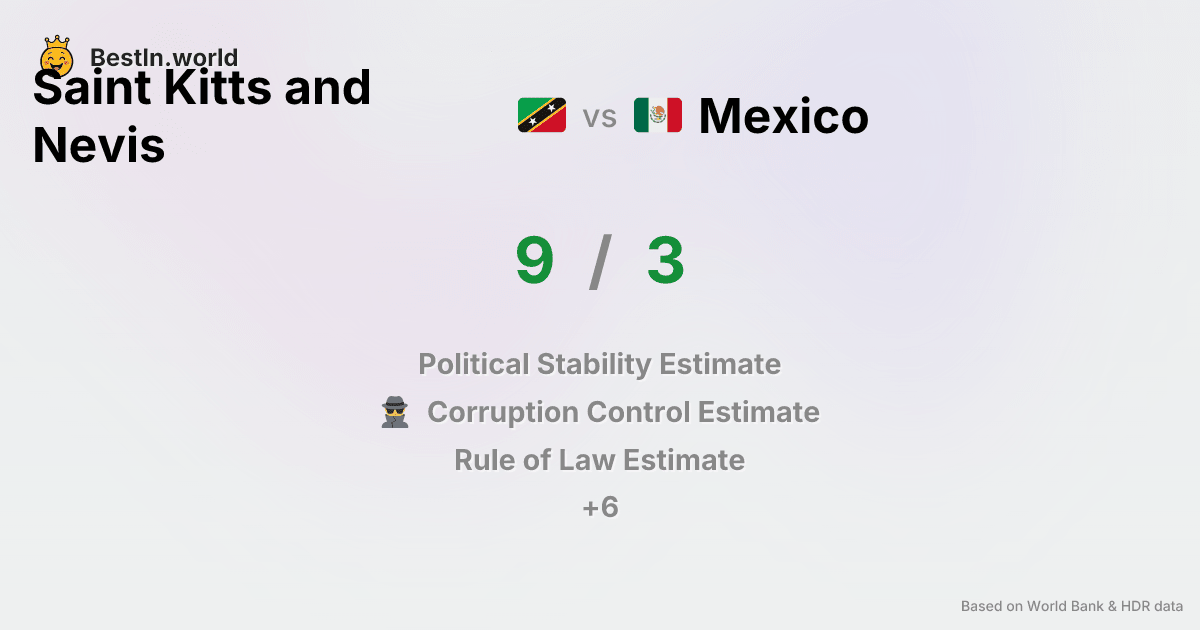 BestIn.world
Saint Kitts and
Nevis
vs
Mexico
9 / 3
Political Stability Estimate
Corruption Control Estimate
Rule of Law Estimate
+6
Based on World Bank & HDR data